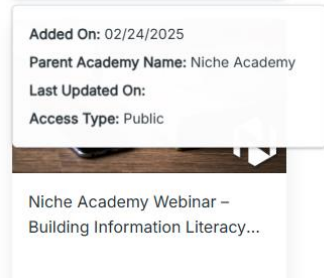 Added On: 02/24/2025
Parent Academy Name: Niche Academy
Last Updated On:
Access Type: Public
Niche Academy Webinar –
Building Information Literacy...